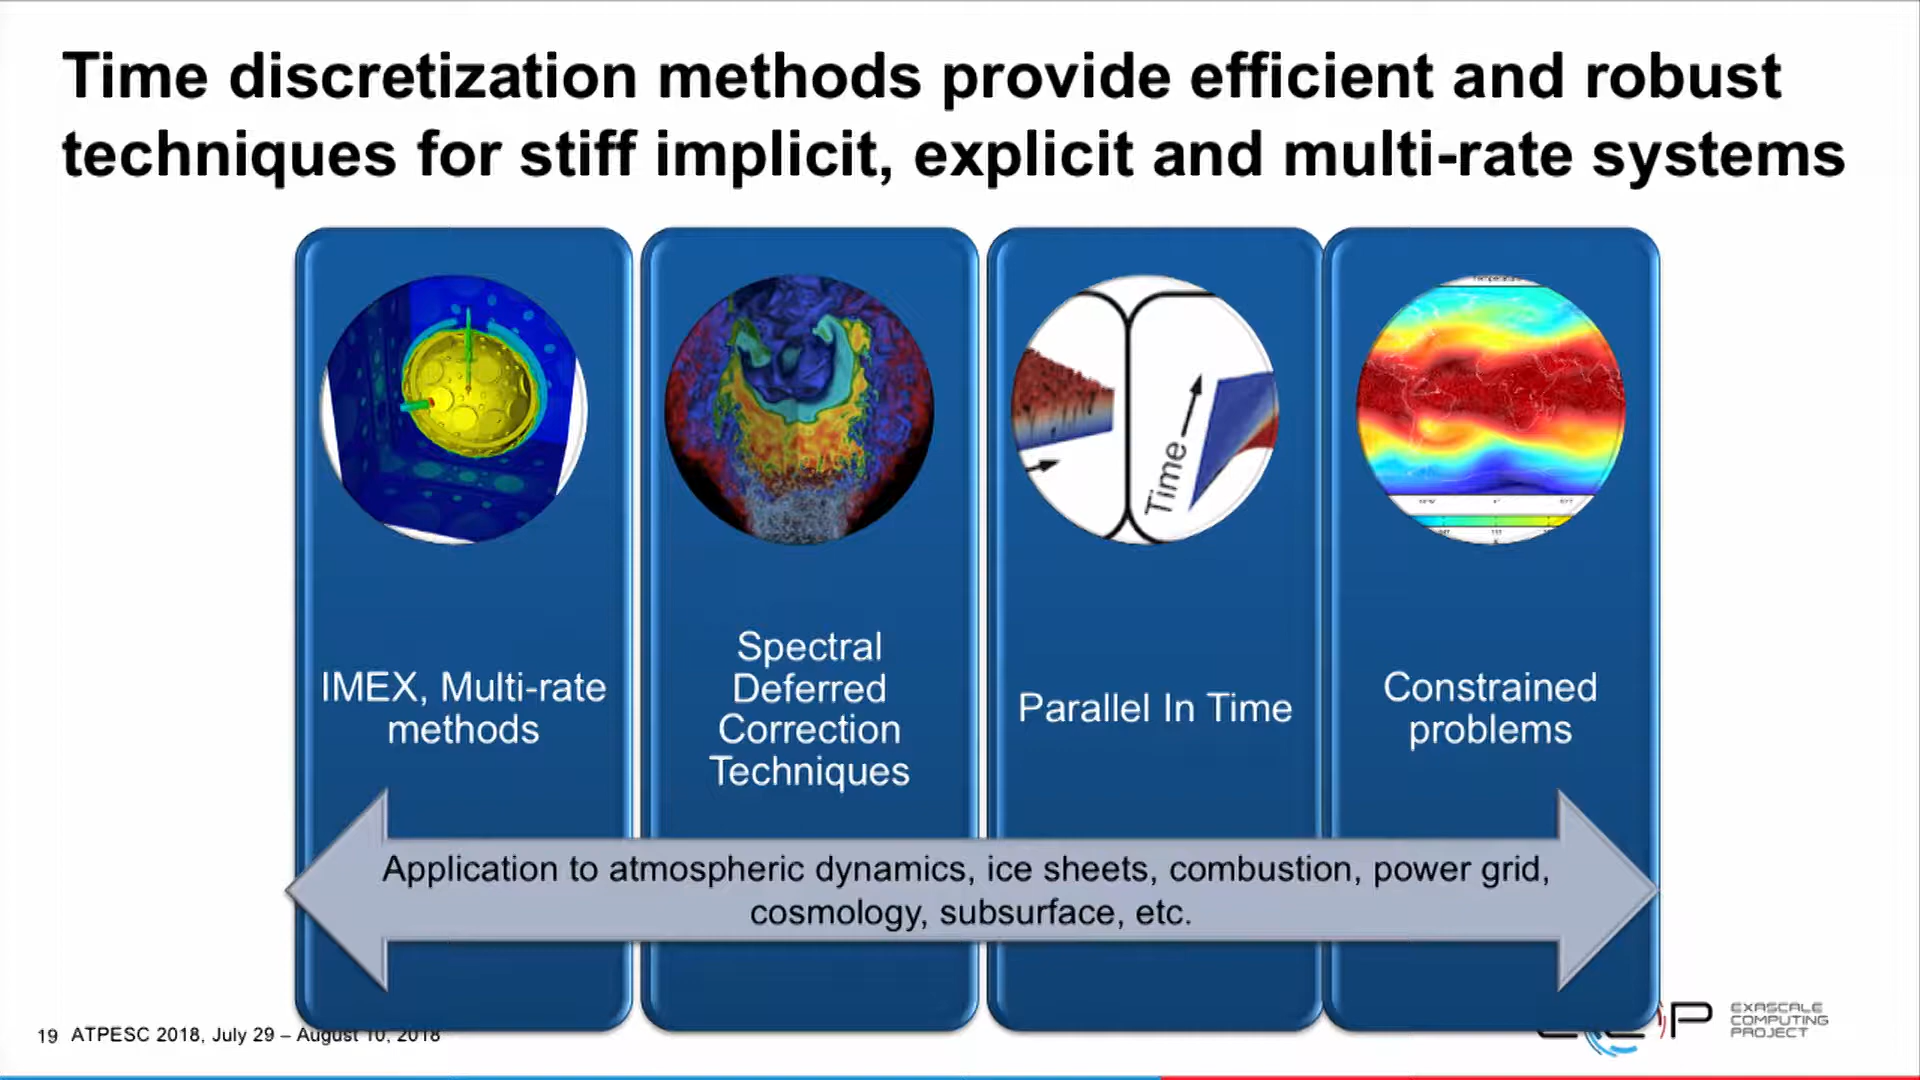 Time discretization methods provide efficient and robust
techniques for stiff implicit, explicit and multi-rate systems
Time
IMEX, Multi-rate
methods
Spectral
Deferred
Correction
Techniques
Parallel In Time
Constrained
problems
Application to atmospheric dynamics, ice sheets, combustion, power grid,
cosmology, subsurface, etc.
19 ATPESC 2018, July 29 – August 10, 2018
EXASCALE
COMPUTING
PROJECT